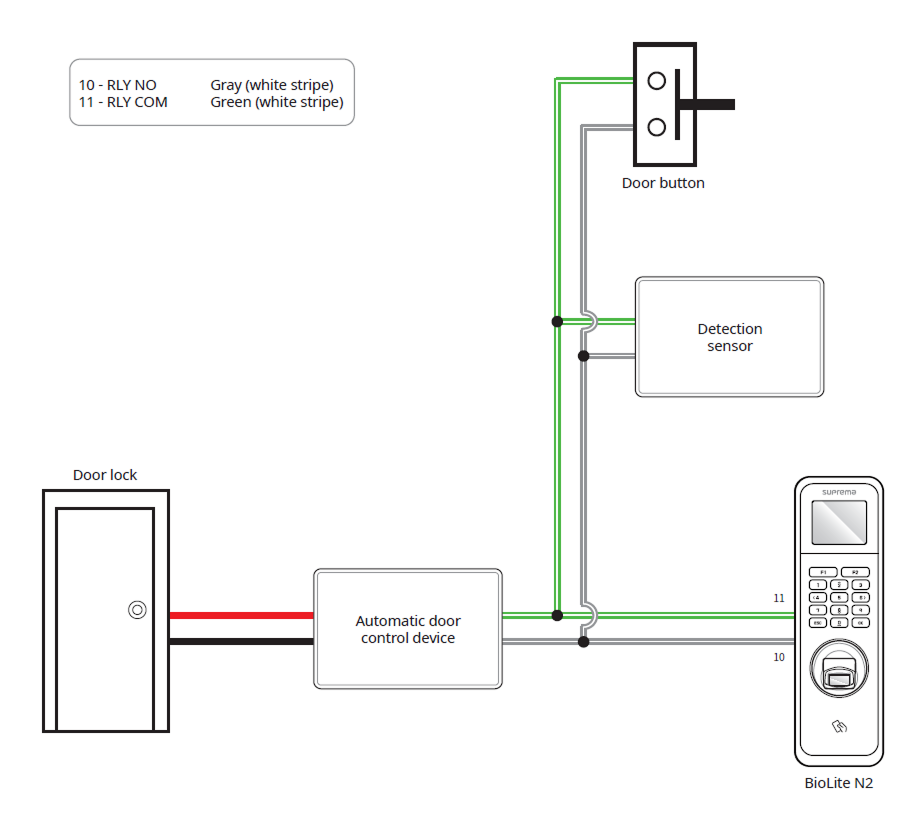 10 - RLY NO Gray (white stripe)
11 - RLY COM Green (white stripe)
Door button
Detection
sensor
Door lock
Automatic door
control device
11
10
suprema
F1 F2
1 2 3
4 5 6
7 8 9
ESC 0 OK
BioLite N2